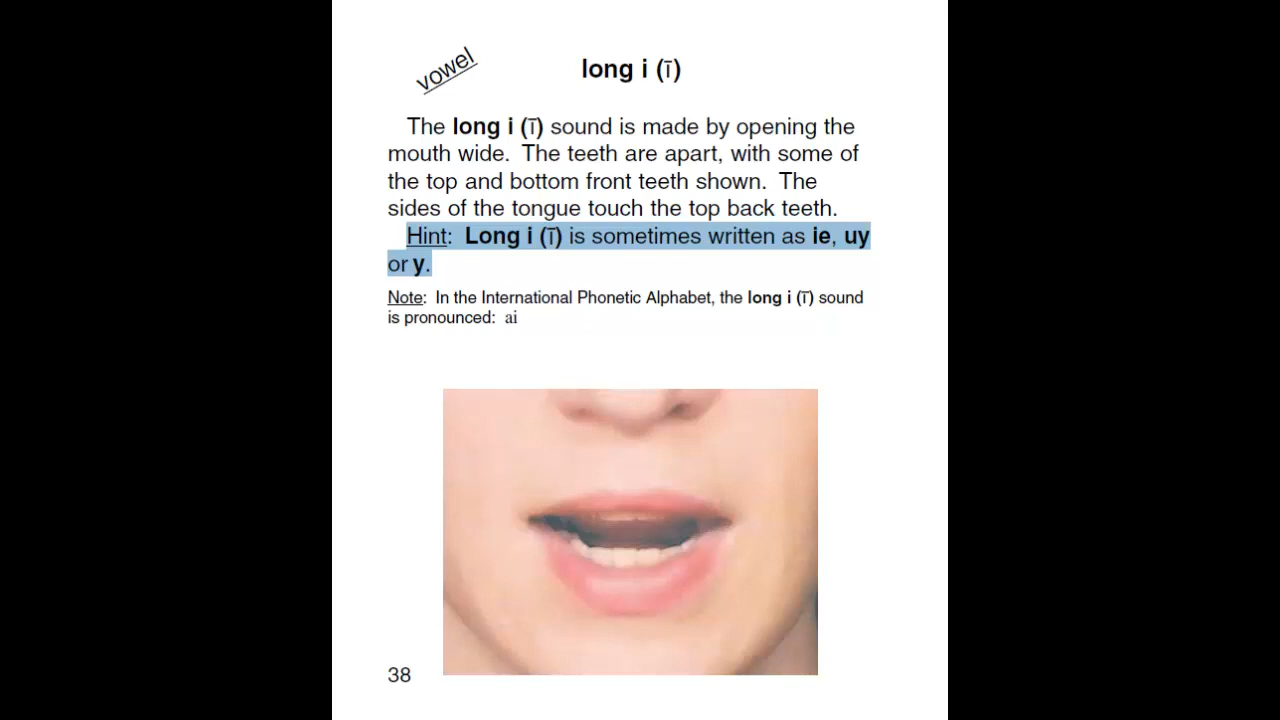 vowel
long i (ī)
The long i (ī) sound is made by opening the
mouth wide. The teeth are apart, with some of
the top and bottom front teeth shown. The
sides of the tongue touch the top back teeth.
Hint: Long i (ī) is sometimes written as ie, uy
or y.
Note: In the International Phonetic Alphabet, the long i (ī) sound
is pronounced: ai
38